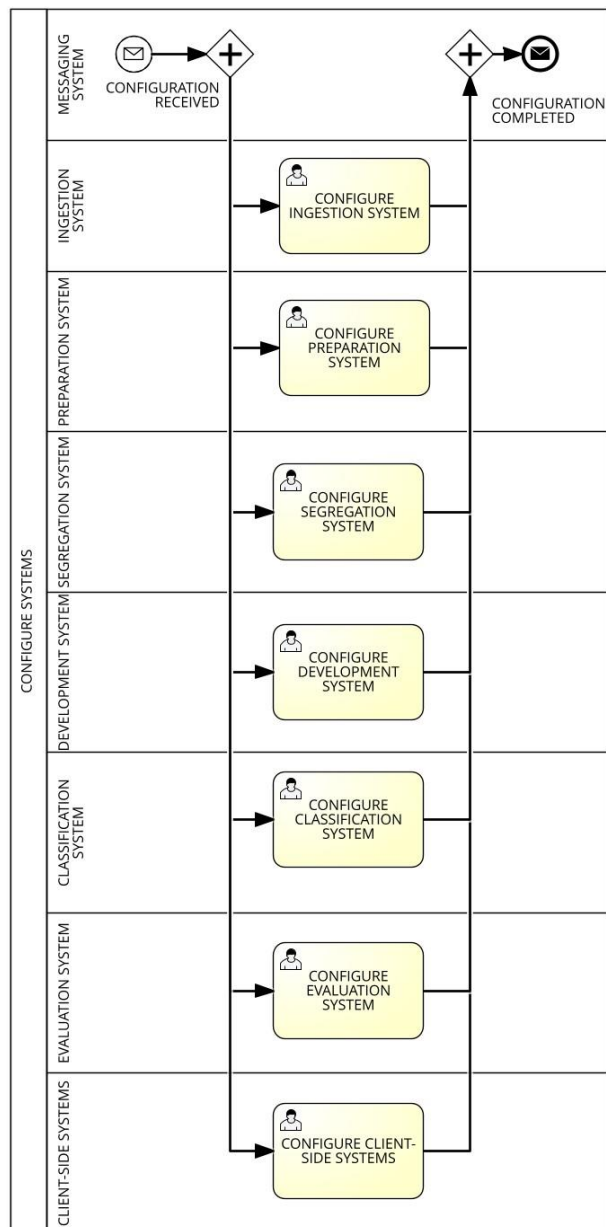 CONFIGURE SYSTEMS
MESSAGING
SYSTEM
CONFIGURATION
RECEIVED
CONFIGURATION
COMPLETED
INGESTION
SYSTEM
CONFIGURE
INGESTION SYSTEM
PREPARATION SYSTEM
CONFIGURE
PREPARATION
SYSTEM
SEGREGATION SYSTEM
CONFIGURE
SEGREGATION
SYSTEM
DEVELOPMENT SYSTEM
CONFIGURE
DEVELOPMENT
SYSTEM
CLASSIFICATION
SYSTEM
CONFIGURE
CLASSIFICATION
SYSTEM
EVALUATION SYSTEM
CONFIGURE
EVALUATION
SYSTEM
CLIENT-SIDE SYSTEMS
CONFIGURE CLIENT-
SIDE SYSTEMS